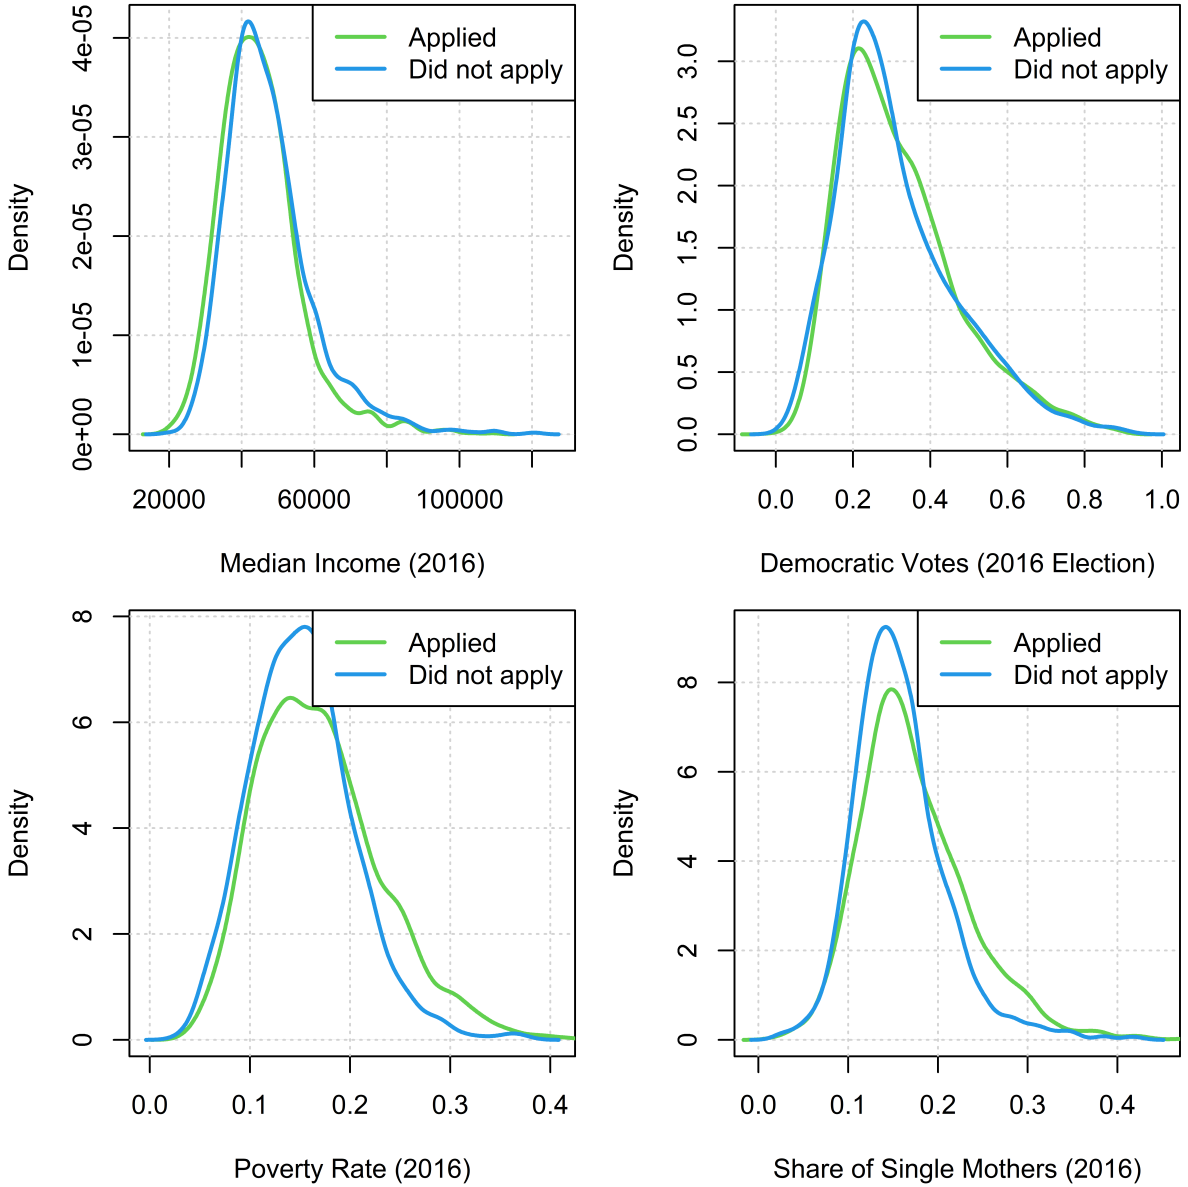 Applied
Did not apply
Density
4e-05
3e-05
2e-05
1e-05
0e+00
20000 60000 100000
Median Income (2016)
Applied
Did not apply
Density
3.0
2.5
2.0
1.5
1.0
0.5
0.0
0.0 0.2 0.4 0.6 0.8 1.0
Democratic Votes (2016 Election)
Applied
Did not apply
Density
8
6
4
2
0
0.0 0.1 0.2 0.3 0.4
Poverty Rate (2016)
Applied
Did not apply
Density
8
6
4
2
0
0.0 0.1 0.2 0.3 0.4
Share of Single Mothers (2016)